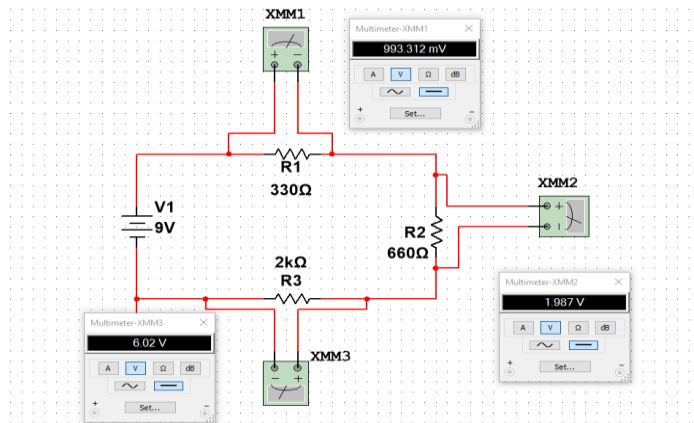 XMM1
Multimeter-XMM1
993.312 mV
A V Ω dB
+ -
Set...
+ -
R1
330Ω
XMM2
+
-
V1
9V
R2
660Ω
2kΩ
R3
Multimeter-XMM2
1.987 V
A V Ω dB
Set...
+ -
Multimeter-XMM3
6.02 V
A V Ω dB
Set...
+ -
XMM3
- +